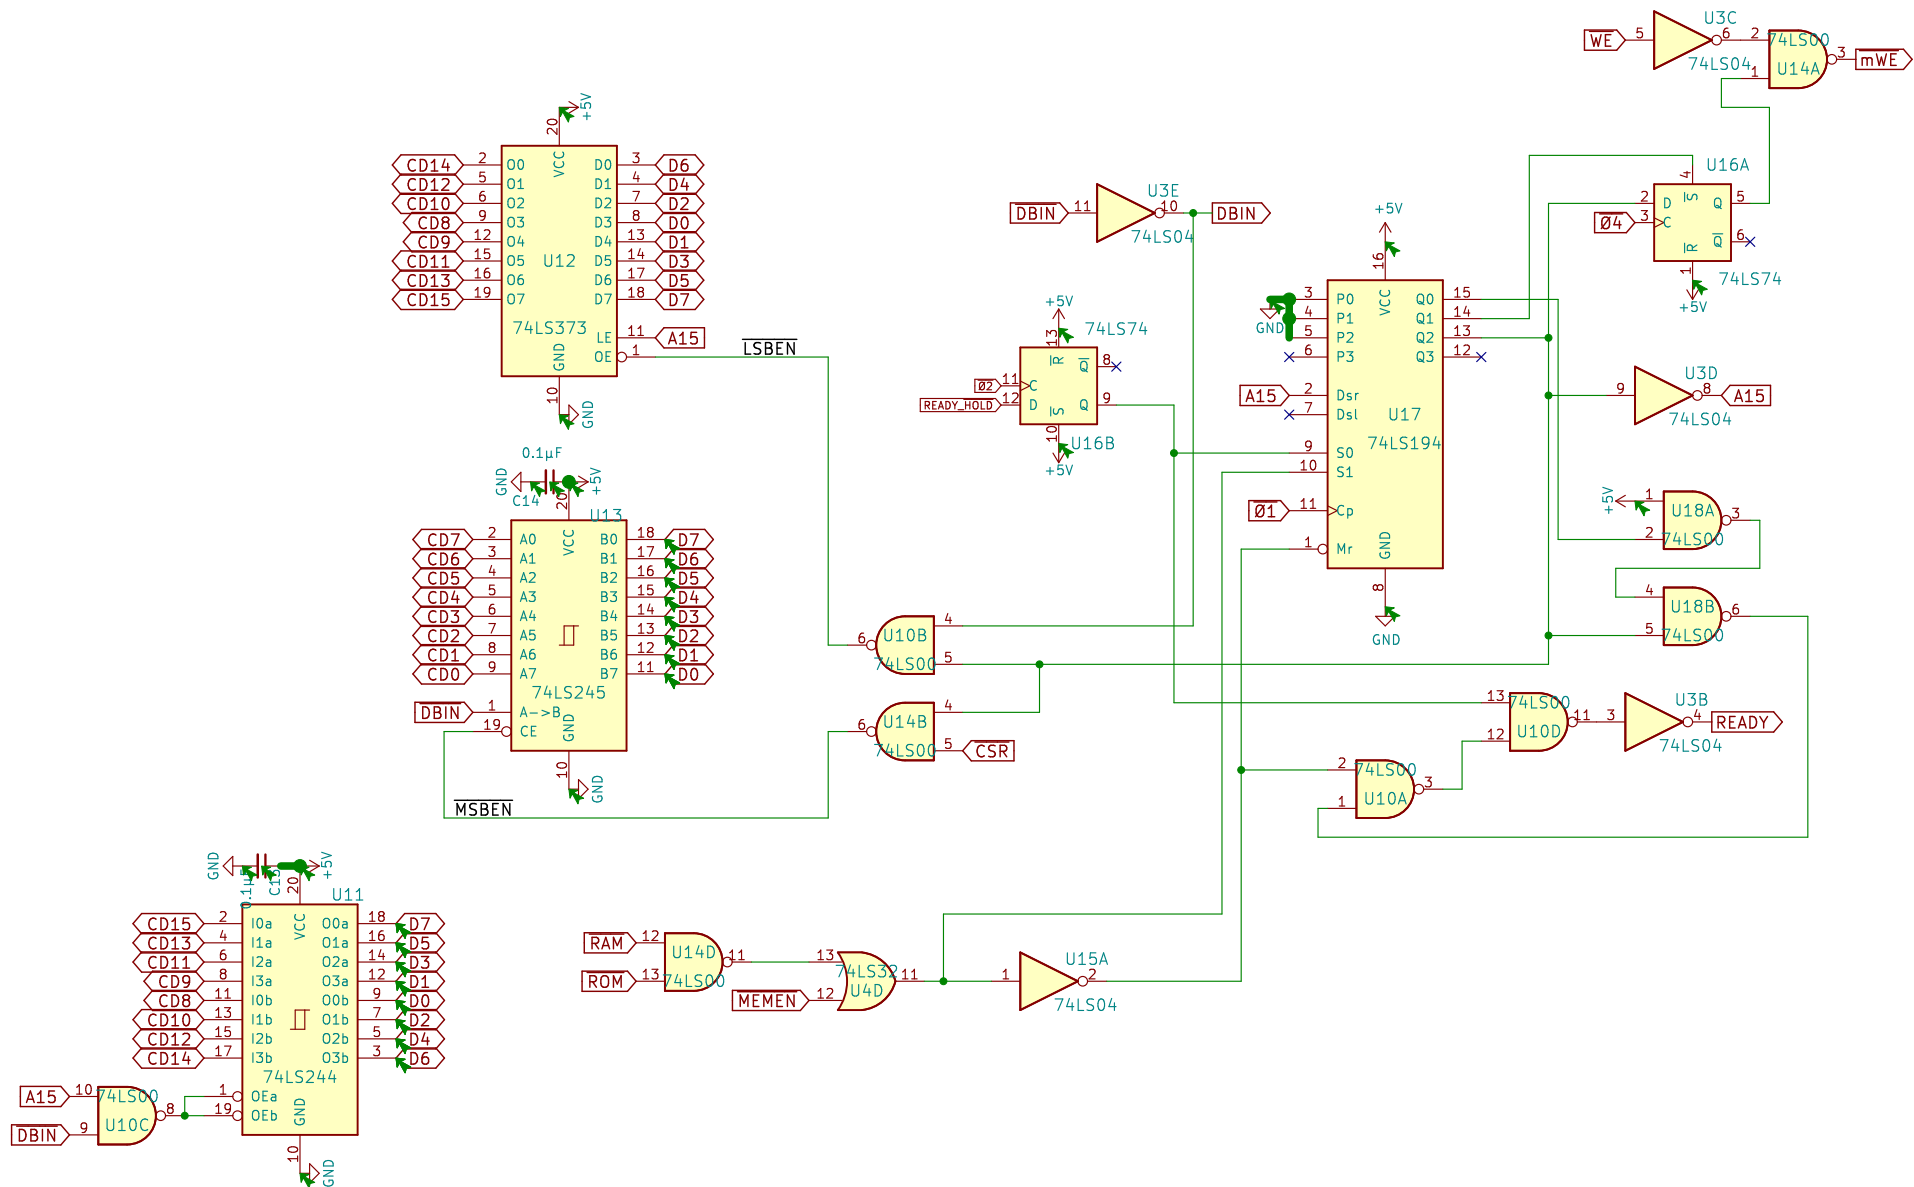 U3C
WE 5 6 2 74LS00 3 mWE
74LS04 1 U14A
+5V
20
VCC
CD14 2 O0 D0 3 D6
CD12 5 O1 D1 4 D4
CD10 6 O2 D2 7 D2
CD8 9 O3 D3 8 D0
CD9 12 O4 D4 13 D1
CD11 15 O5 D5 14 D3
CD13 16 O6 D6 17 D5
CD15 19 O7 D7 18 D7
U12
74LS373
LE 11 A15
OE 1 LSBEN
GND
10
GND
U3E
DBIN 11 10 DBIN
74LS04
U16A
4
2 D S Q 5
Ø4 3 C
R Q 6
1 74LS74
+5V
+5V
13 74LS74
R Q 8
Ø2 11 C
READY_HOLD 12 D S Q 9
10 U16B
+5V
+5V
16
VCC
3 P0 Q0 15
GND 4 P1 Q1 14
5 P2 Q2 13
6 P3 Q3 12
A15 2 Dsr
7 Dsl
U17
74LS194
9 S0
10 S1
Ø1 11 Cp
1 Mr
GND
8
GND
U3D
9 8 A15
74LS04
+5V 1 U18A 3
2 74LS00
4 U18B 6
5 74LS00
0.1µF
GND C14 +5V
20 U13
VCC
CD7 2 A0 B0 18 D7
CD6 3 A1 B1 17 D6
CD5 4 A2 B2 16 D5
CD4 5 A3 B3 15 D4
CD3 6 A4 B4 14 D3
CD2 7 A5 B5 13 D2
CD1 8 A6 B6 12 D1
CD0 9 A7 B7 11 D0
74LS245
DBIN 1 A->B
19 CE
GND
10
GND
MSBEN
6 U10B 4
74LS00 5
6 U14B 4
74LS00 5 CSR
13 74LS00 11 3 U3B 4 READY
12 U10D 74LS04
2 74LS00 3
1 U10A
GND 0.1µF C15 +5V
20 U11
VCC
CD15 2 I0a O0a 18 D7
CD13 4 I1a O1a 16 D5
CD11 6 I2a O2a 14 D3
CD9 8 I3a O3a 12 D1
CD8 11 I0b O0b 9 D0
CD10 13 I1b O1b 7 D2
CD12 15 I2b O2b 5 D4
CD14 17 I3b O3b 3 D6
74LS244
1 OEa
19 OEb
GND
10
GND
A15 10 74LS00 8
DBIN 9 U10C
RAM 12 U14D 11
ROM 13 74LS00
13 74LS32 11
MEMEN 12 U4D
1 U15A 2
74LS04